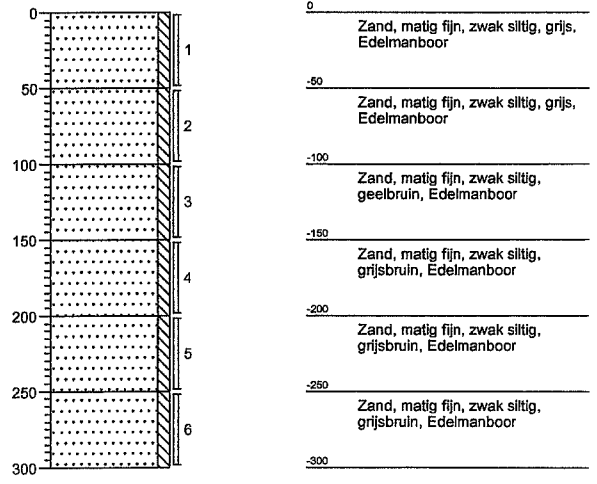 0
50
100
150
200
250
300
1
2
3
4
5
6
0
Zand, matig fijn, zwak siltig, grijs,
Edelmanboor
-50
Zand, matig fijn, zwak siltig, grijs,
Edelmanboor
-100
Zand, matig fijn, zwak siltig,
geelbruin, Edelmanboor
-150
Zand, matig fijn, zwak siltig,
grijsbruin, Edelmanboor
-200
Zand, matig fijn, zwak siltig,
grijsbruin, Edelmanboor
-250
Zand, matig fijn, zwak siltig,
grijsbruin, Edelmanboor
-300